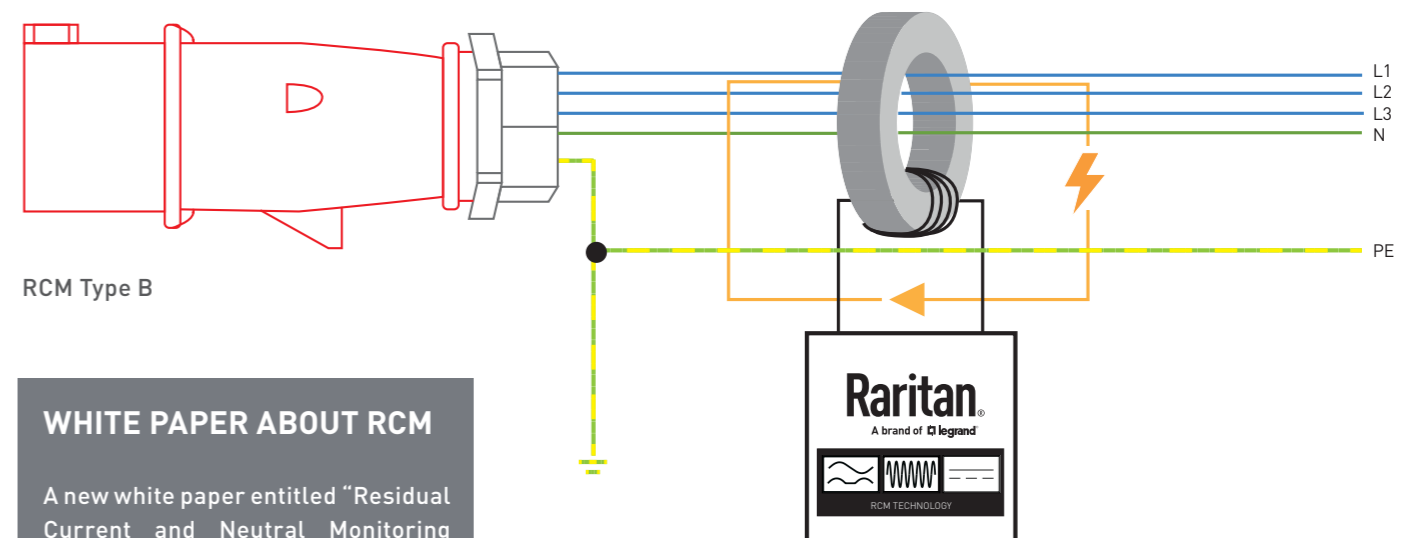 L1
L2
L3
N
PE
RCM Type B
Raritan®
A brand of legrand
RCM TECHNOLOGY
WHITE PAPER ABOUT RCM
A new white paper entitled “Residual
Current and Neutral Monitoring